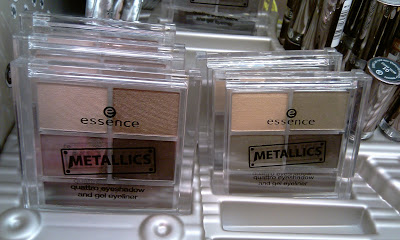 essence
METALLICS
quattro eyeshadow
and gel eyeliner
essence
METALLICS
quattro eyeshadow
and gel eyeliner